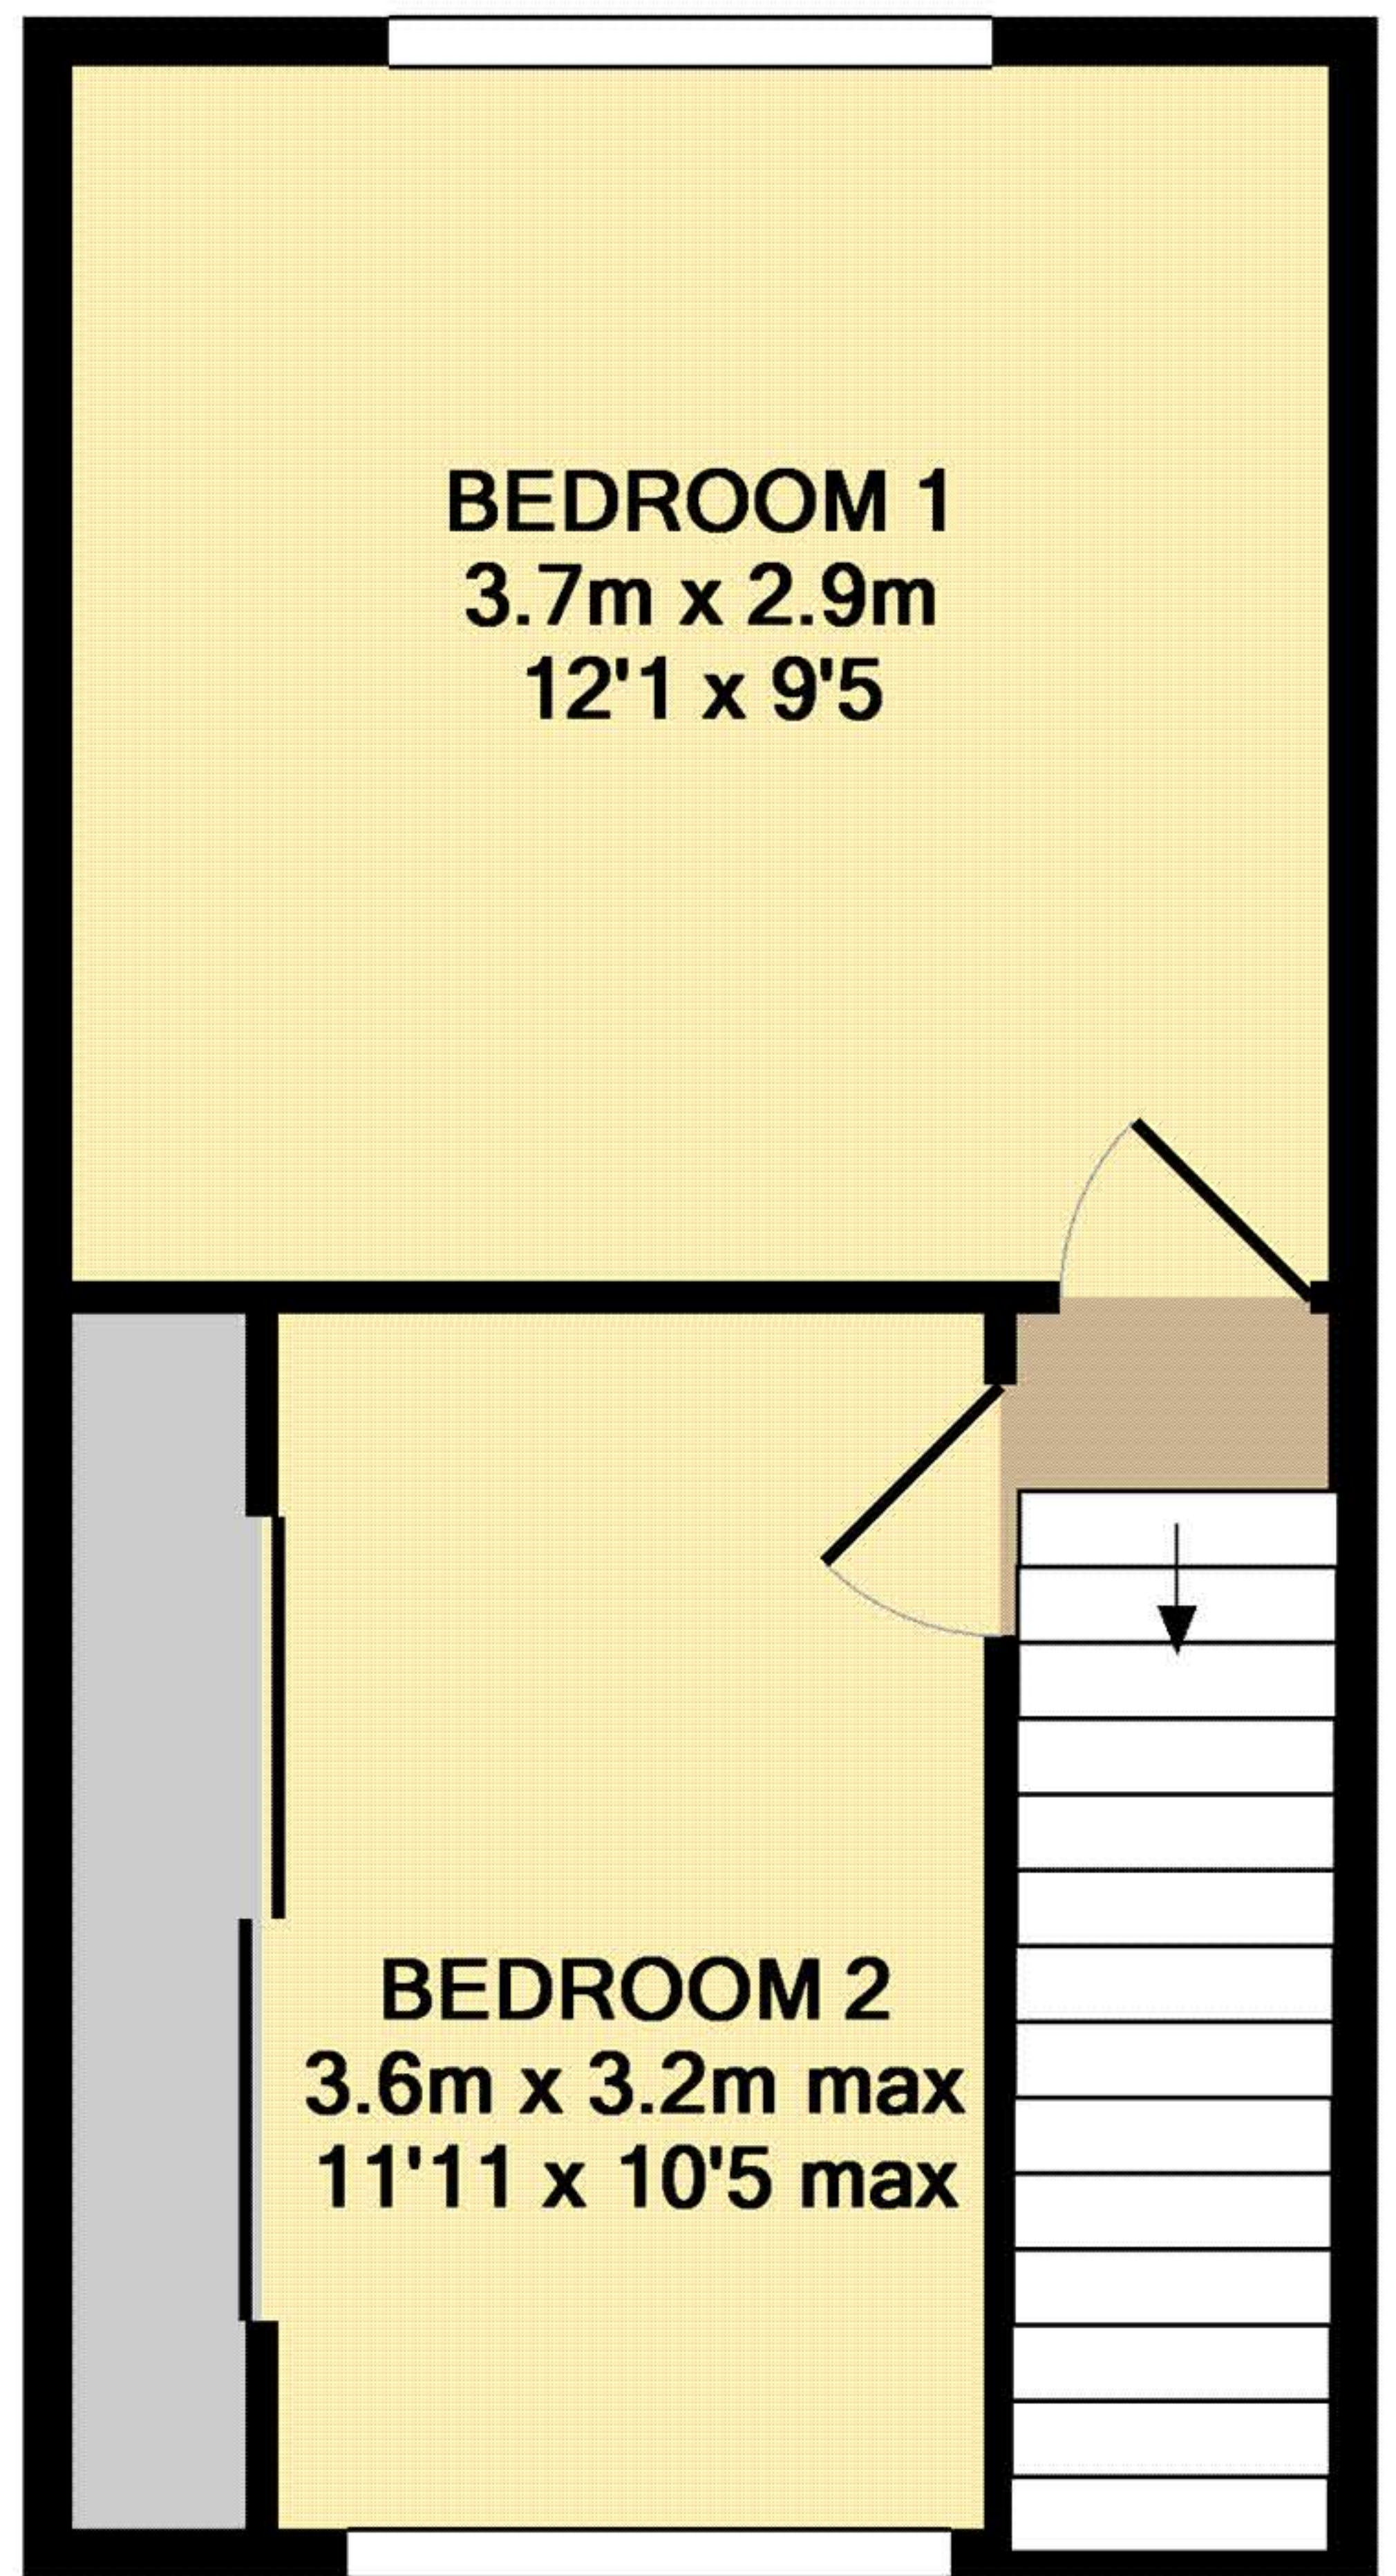 BEDROOM 1
3.7m x 2.9m
12'1 x 9'5
BEDROOM 2
3.6m x 3.2m max
11'11 x 10'5 max